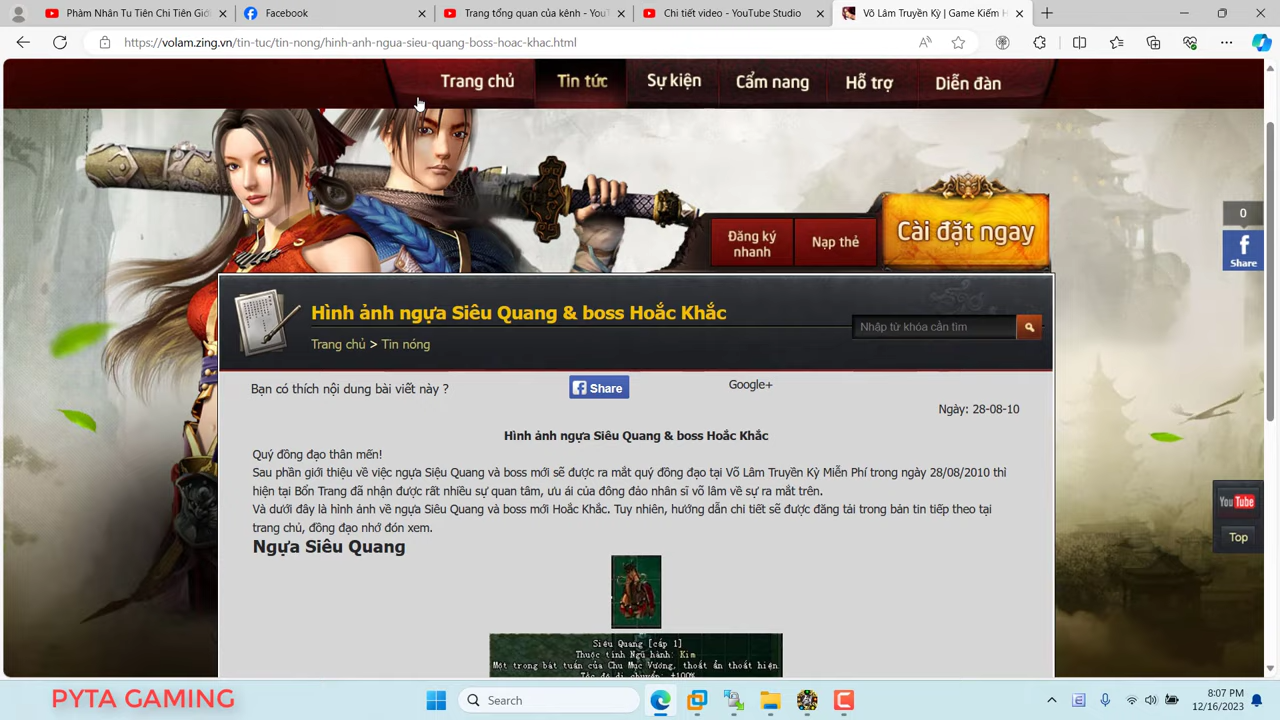 Phàm Nhân Tu Tiên Chi Tiên Giới
Facebook
Trang tổng quan của kênh - YouT
Chi tiết video - YouTube Studio
Võ Lâm Truyền Kỳ | Game Kiếm H
https://volam.zing.vn/tin-tuc/tin-nong/hinh-anh-ngua-sieu-quang-boss-hoac-khac.html
Trang chủ
Tin tức
Sự kiện
Cẩm nang
Hỗ trợ
Diễn đàn
Đăng ký
nhanh
Nạp thẻ
Cài đặt ngay
0
Share
Hình ảnh ngựa Siêu Quang & boss Hoắc Khắc
Nhập từ khóa cần tìm
Trang chủ > Tin nóng
Bạn có thích nội dung bài viết này ?
Share
Google+
Ngày: 28-08-10
Hình ảnh ngựa Siêu Quang & boss Hoắc Khắc
Quý đồng đạo thân mến!
Sau phần giới thiệu về việc ngựa Siêu Quang và boss mới sẽ được ra mắt quý đồng đạo tại Võ Lâm Truyền Kỳ Miễn Phí trong ngày 28/08/2010 thì
hiện tại Bổn Trang đã nhận được rất nhiều sự quan tâm, ưu ái của đông đảo nhân sĩ võ lâm về sự ra mắt trên.
Và dưới đây là hình ảnh về ngựa Siêu Quang và boss mới Hoắc Khắc. Tuy nhiên, hướng dẫn chi tiết sẽ được đăng tải trong bản tin tiếp theo tại
trang chủ, đồng đạo nhớ đón xem.
Ngựa Siêu Quang
You Tube
Top
Siêu Quang [cấp 1]
Thuộc tính Ngũ hành: Kim
Một trong bát tuấn của Chu Mục Vương, thoắt ẩn thoắt hiện.
Tốc độ di chuyển: +100%
PYTA GAMING
Search
8:07 PM
12/16/2023